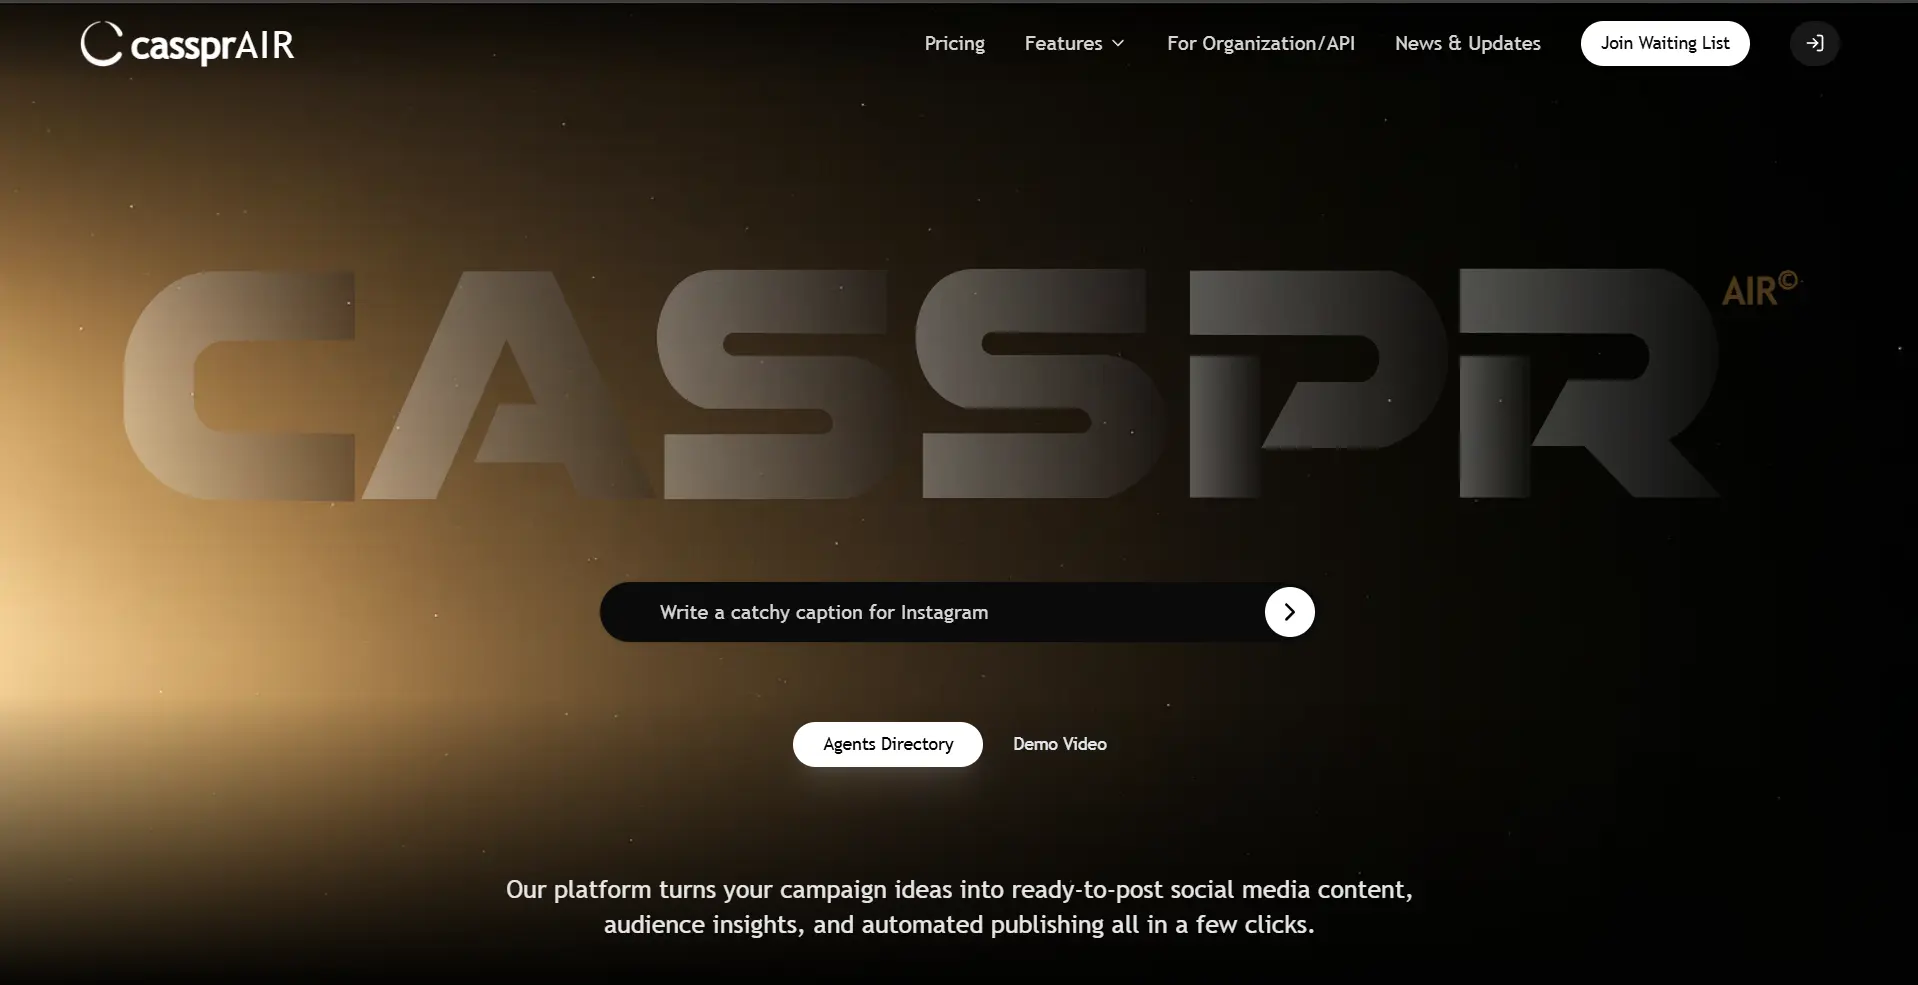 cassprAIR
Pricing
Features
For Organization/API
News & Updates
Join Waiting List
CASSPR
AIR©
Write a catchy caption for Instagram
Agents Directory
Demo Video
Our platform turns your campaign ideas into ready-to-post social media content,
audience insights, and automated publishing all in a few clicks.